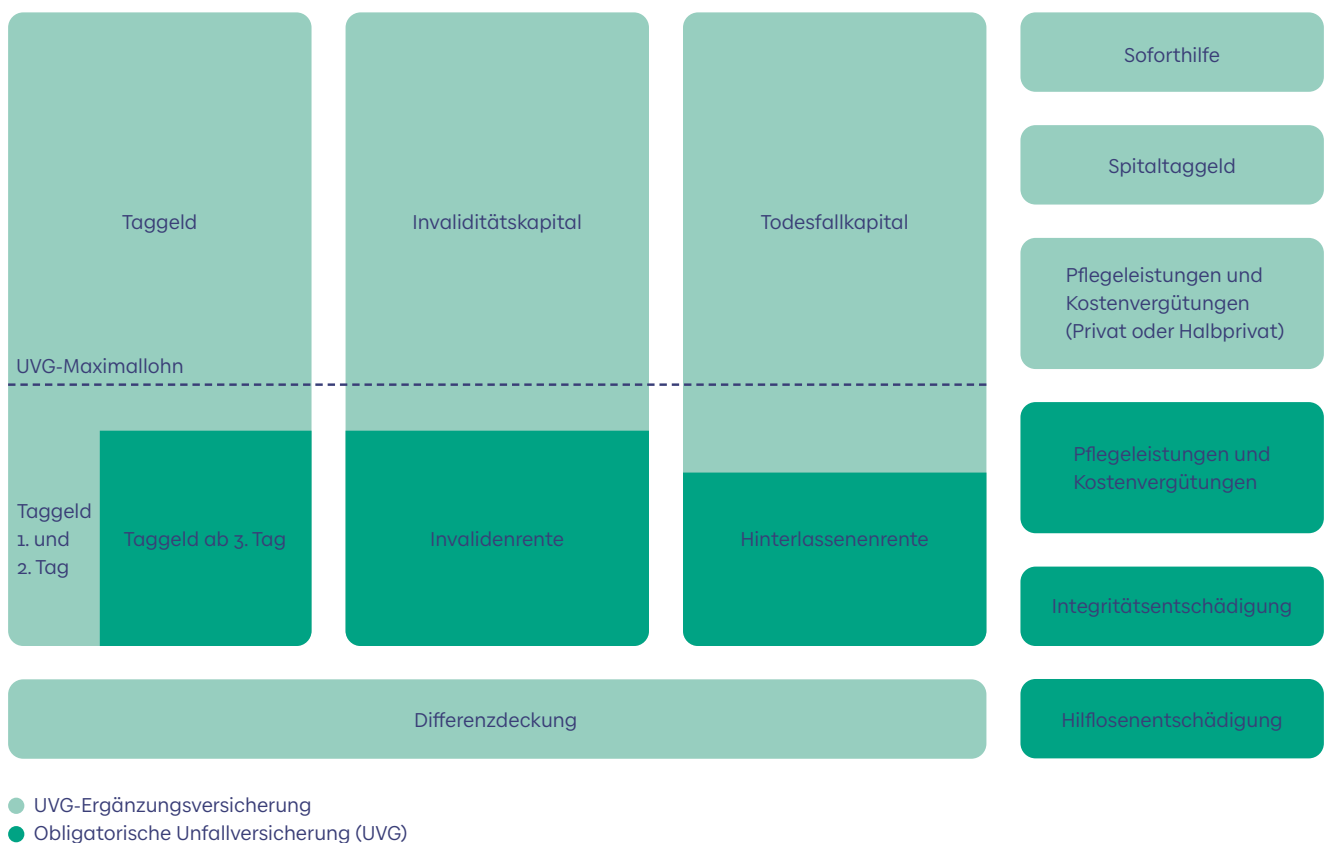 Taggeld
UVG-Maximallohn
Taggeld
1. und
2. Tag
Taggeld ab 3. Tag
Invaliditätskapital
Invalidenrente
Todesfallkapital
Hinterlassenenrente
Differenzdeckung
Soforthilfe
Spitaltaggeld
Pflegeleistungen und
Kostenvergütungen
(Privat oder Halbprivat)
Pflegeleistungen und
Kostenvergütungen
Integritätsentschädigung
Hilflosenentschädigung
UVG-Ergänzungsversicherung
Obligatorische Unfallversicherung (UVG)